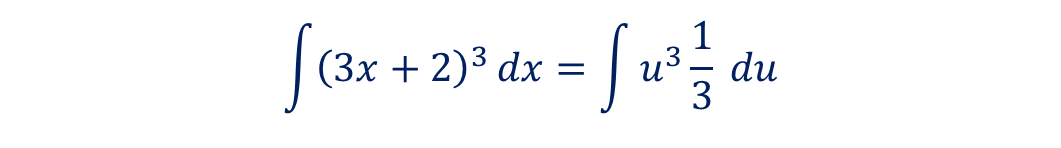 ∫(3x + 2)³ dx = ∫ u³ 1/3 du